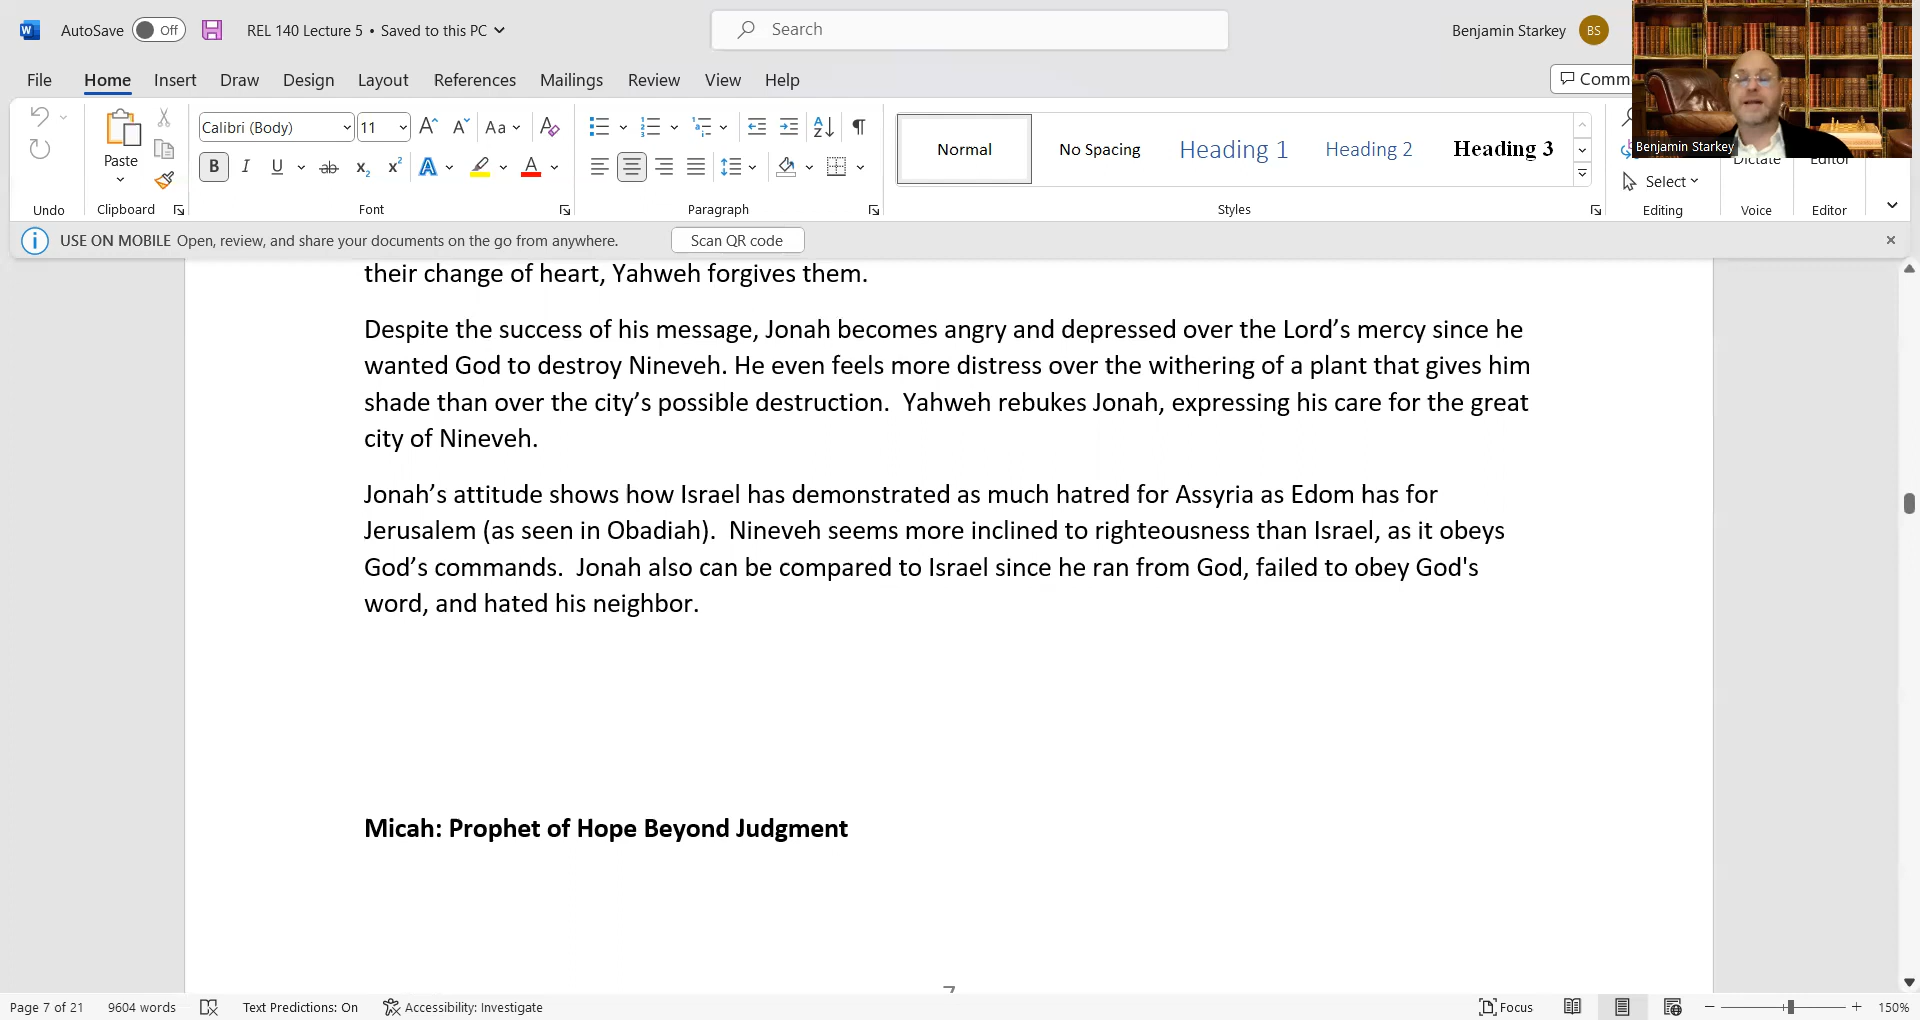 AutoSave Off REL 140 Lecture 5 • Saved to this PC Search Benjamin Starkey BS
File Home Insert Draw Design Layout References Mailings Review View Help Comm
Benjamin Starkey
Calibri (Body) 11 Aa
Normal No Spacing Heading 1 Heading 2 Heading 3
Paste
Dictate Editor
Select
Undo Clipboard Font Paragraph Styles Editing Voice Editor
USE ON MOBILE Open, review, and share your documents on the go from anywhere. Scan QR code
their change of heart, Yahweh forgives them.
Despite the success of his message, Jonah becomes angry and depressed over the Lord’s mercy since he
wanted God to destroy Nineveh. He even feels more distress over the withering of a plant that gives him
shade than over the city’s possible destruction.  Yahweh rebukes Jonah, expressing his care for the great
city of Nineveh.
Jonah’s attitude shows how Israel has demonstrated as much hatred for Assyria as Edom has for
Jerusalem (as seen in Obadiah).  Nineveh seems more inclined to righteousness than Israel, as it obeys
God’s commands.  Jonah also can be compared to Israel since he ran from God, failed to obey God's
word, and hated his neighbor.
Micah: Prophet of Hope Beyond Judgment
7
Page 7 of 21 9604 words Text Predictions: On Accessibility: Investigate Focus 150%